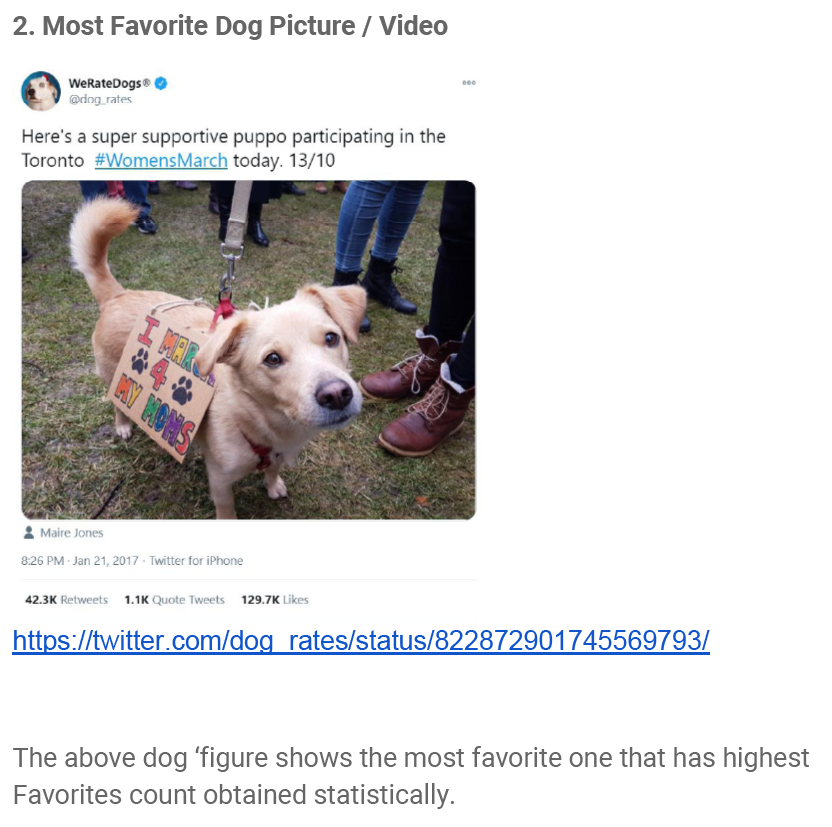 2. Most Favorite Dog Picture / Video
WeRateDogs®
@dog_rates
Here's a super supportive puppo participating in the
Toronto #WomensMarch today. 13/10
I MARCH
4
MY MOMS
Maire Jones
8:26 PM · Jan 21, 2017 · Twitter for iPhone
42.3K Retweets 1.1K Quote Tweets 129.7K Likes
https://twitter.com/dog_rates/status/822872901745569793/
The above dog ‘figure shows the most favorite one that has highest
Favorites count obtained statistically.